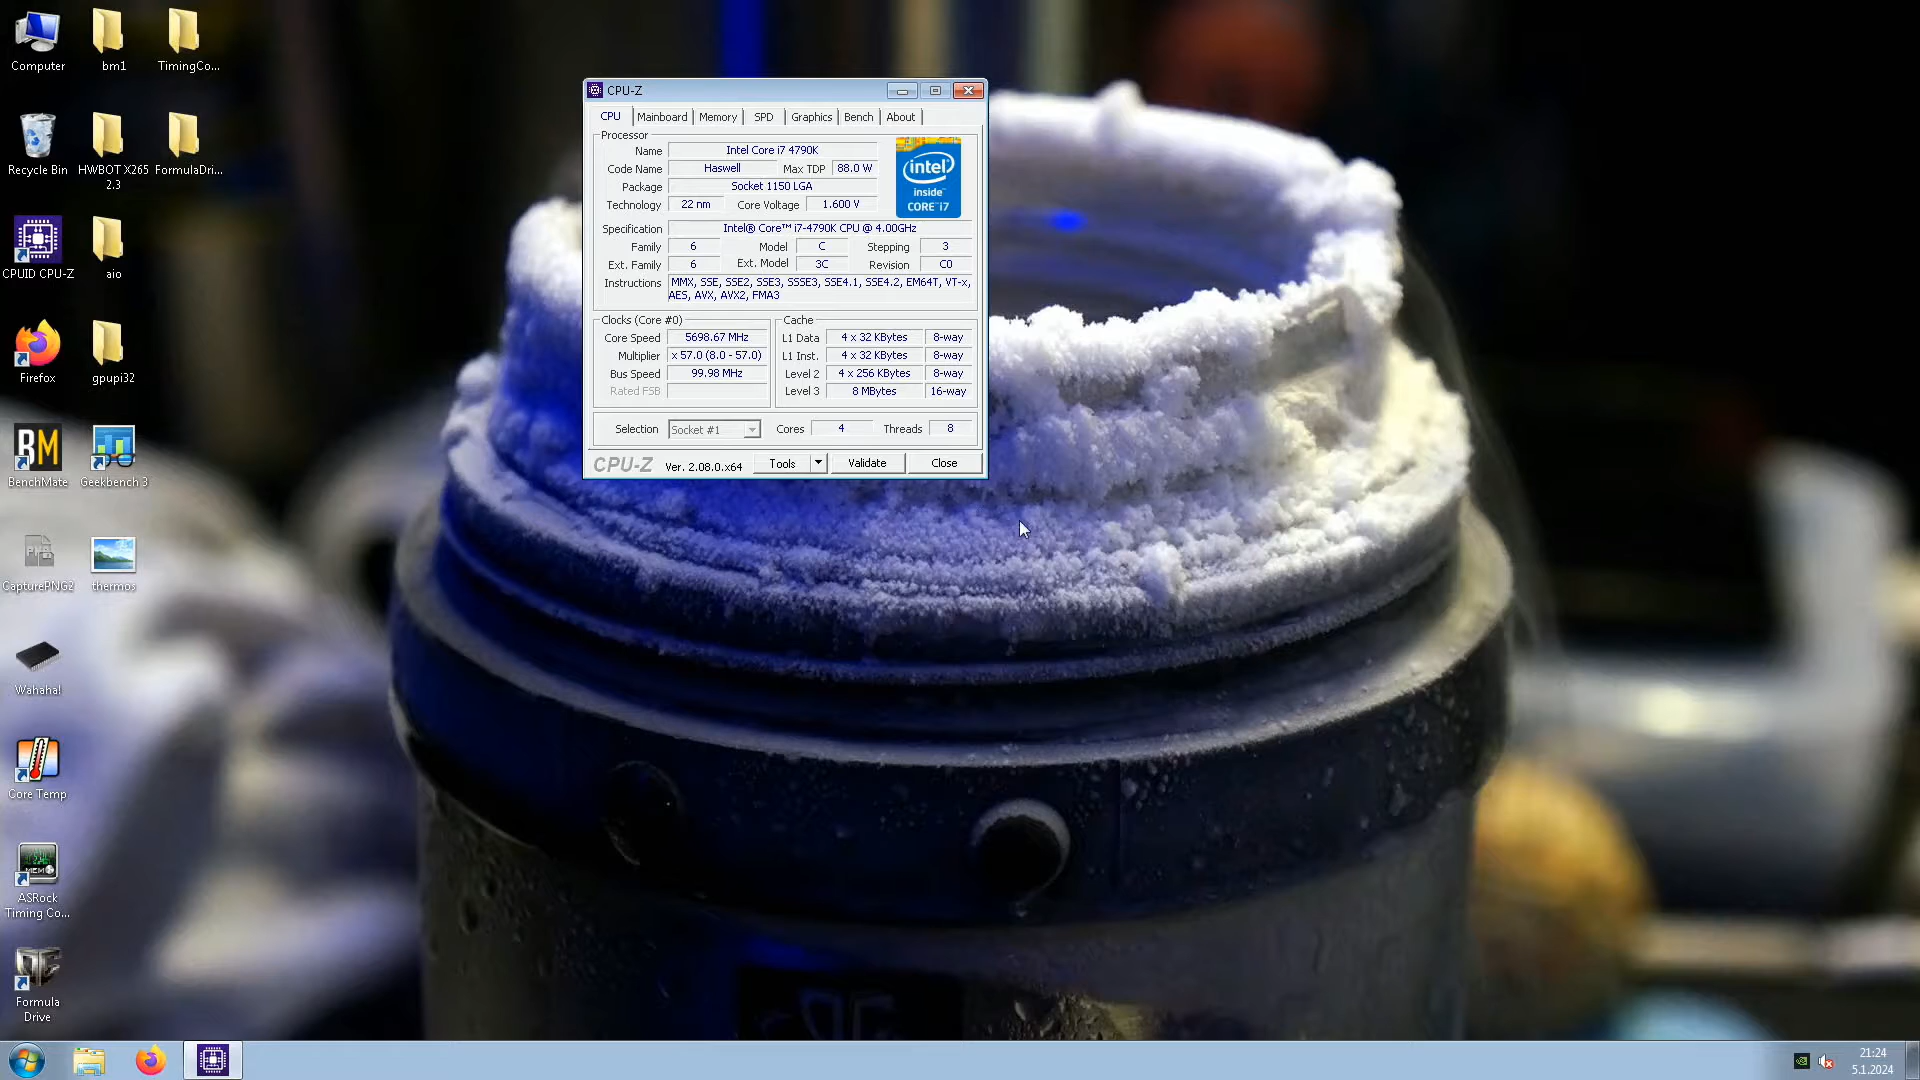 Computer
bm1
TimingCo...
Recycle Bin
HWBOT X265
2.3
FormulaDri...
CPUID CPU-Z
aio
Firefox
gpupi32
BM
BenchMate
Geekbench 3
CapturePNG2
thermos
Wahaha!
Core Temp
ASRock
Timing Co...
Formula
Drive
CPU-Z
CPU Mainboard Memory SPD Graphics Bench About
Processor
Name Intel Core i7 4790K
Code Name Haswell Max TDP 88.0 W
Package Socket 1150 LGA
Technology 22 nm Core Voltage 1.600 V
intel
inside™
CORE™i7
Specification Intel® Core™ i7-4790K CPU @ 4.00GHz
Family 6 Model C Stepping 3
Ext. Family 6 Ext. Model 3C Revision C0
Instructions MMX, SSE, SSE2, SSE3, SSSE3, SSE4.1, SSE4.2, EM64T, VT-x,
AES, AVX, AVX2, FMA3
Clocks (Core #0)
Core Speed 5698.67 MHz
Multiplier x 57.0 (8.0 - 57.0)
Bus Speed 99.98 MHz
Rated FSB
Cache
L1 Data 4 x 32 KBytes 8-way
L1 Inst. 4 x 32 KBytes 8-way
Level 2 4 x 256 KBytes 8-way
Level 3 8 MBytes 16-way
Selection Socket #1 Cores 4 Threads 8
CPU-Z Ver. 2.08.0.x64 Tools Validate Close
21:24
5.1.2024